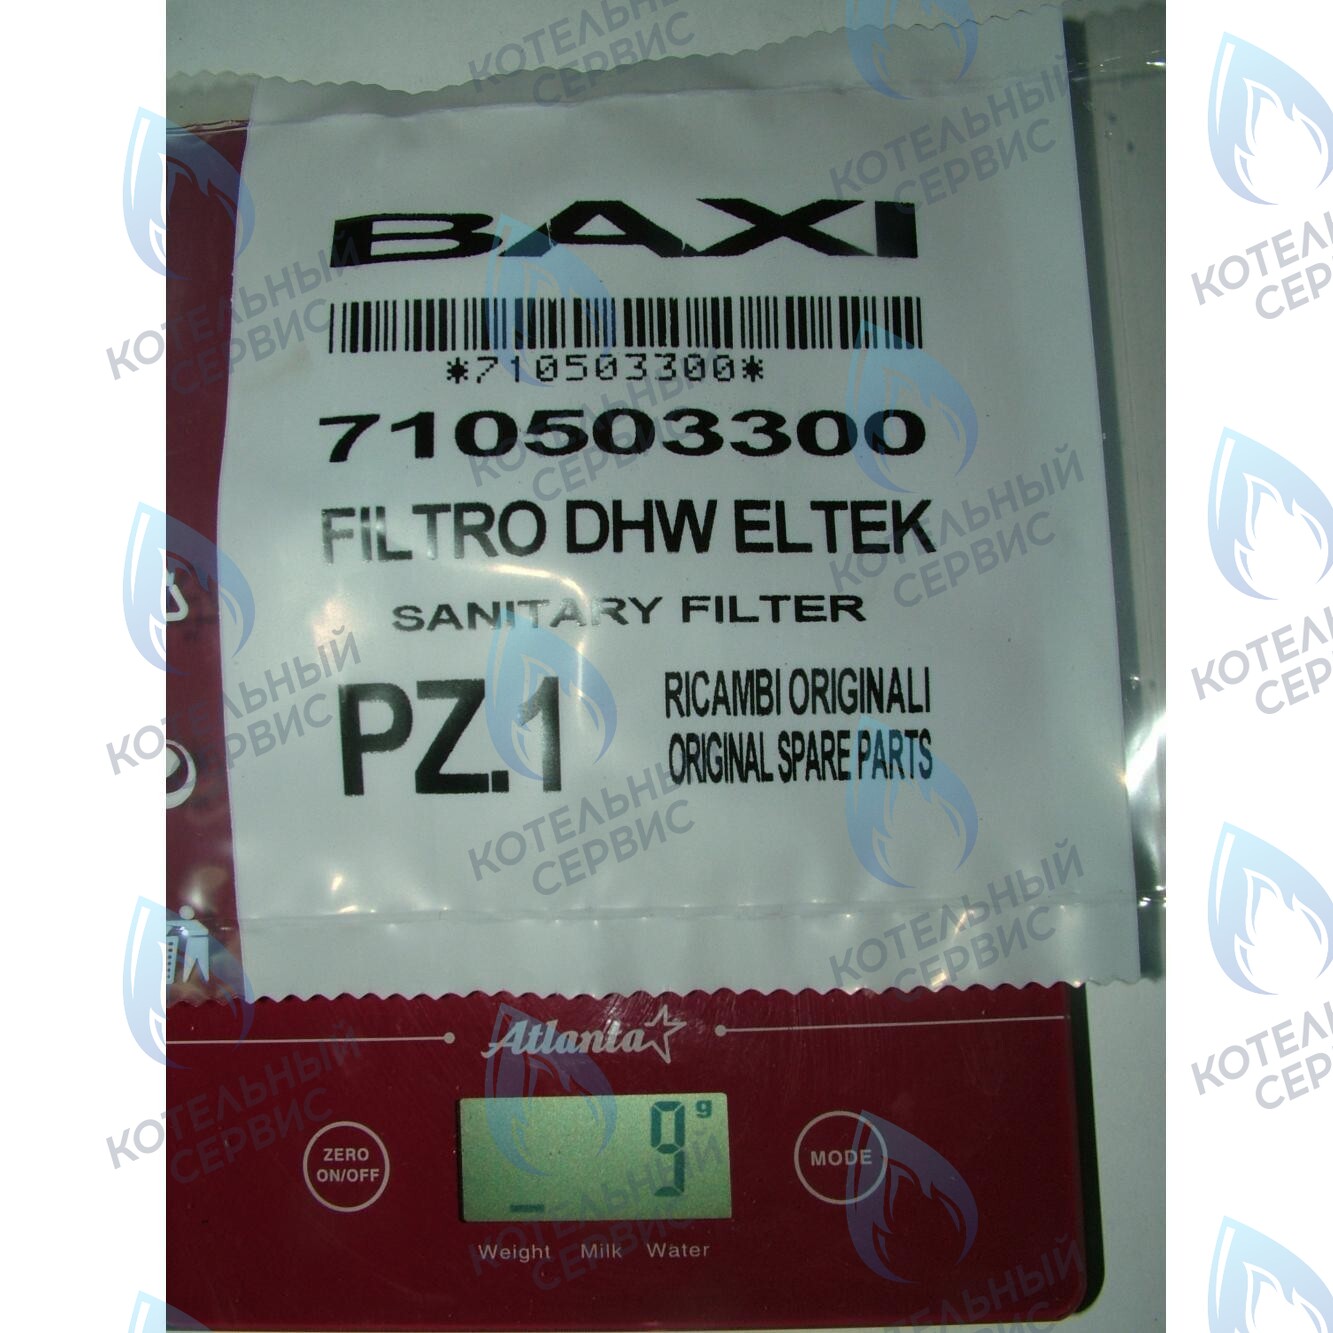 BAXI
*710503300*
710503300
FILTRO DHW ELTEK
SANITARY FILTER
PZ.1
RICAMBI ORIGINALI
ORIGINAL SPARE PARTS
Atlanta
ZERO
ON/OFF
9 g
MODE
Weight Milk Water
КОТЕЛЬНЫЙ
СЕРВИС